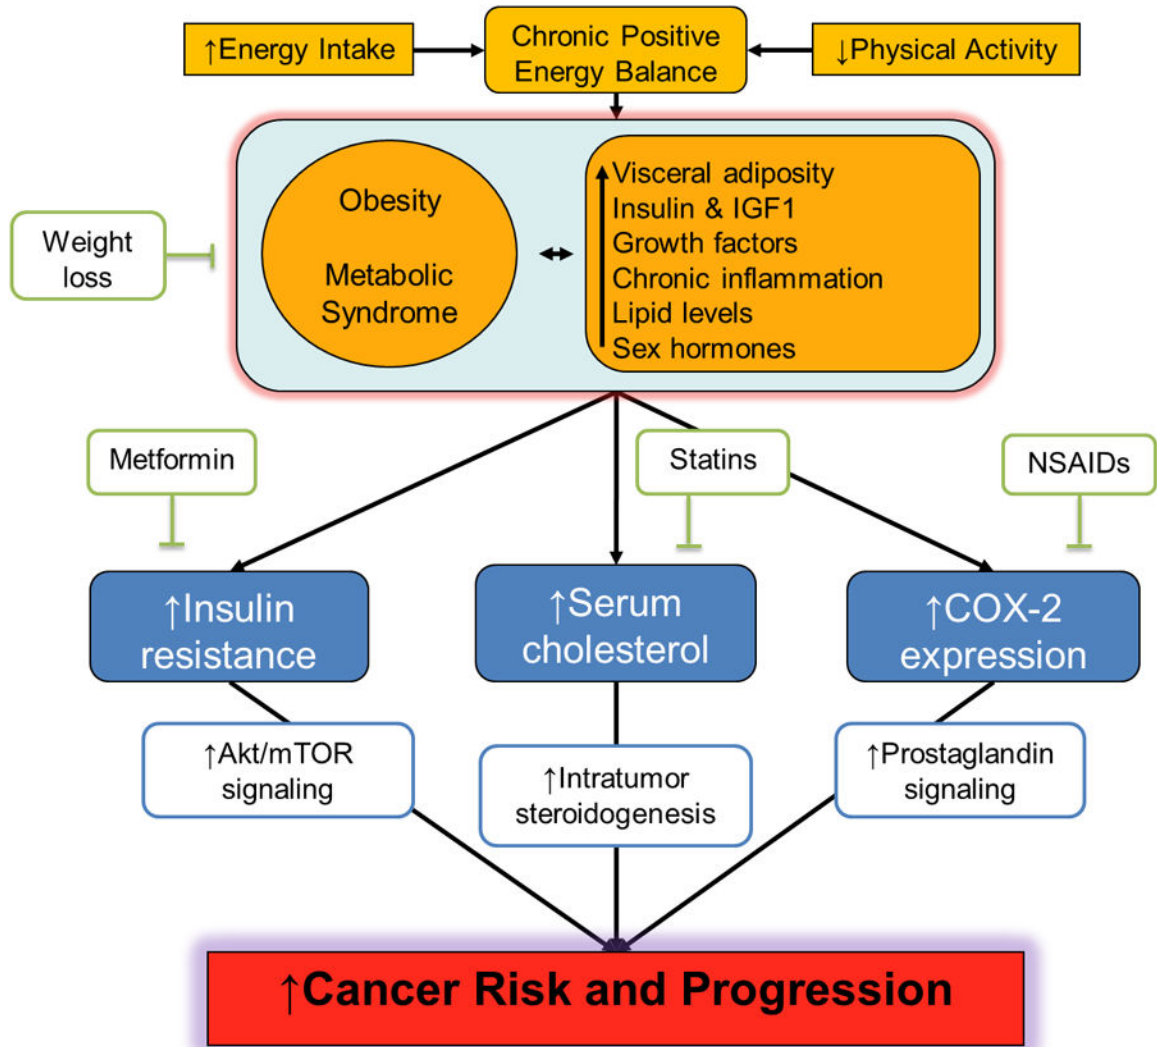 ↑Energy Intake
Chronic Positive
Energy Balance
↓Physical Activity
Obesity
Metabolic
Syndrome
Visceral adiposity
Insulin & IGF1
Growth factors
Chronic inflammation
Lipid levels
Sex hormones
Weight
loss
Metformin
Statins
NSAIDs
↑Insulin
resistance
↑Serum
cholesterol
↑COX-2
expression
↑Akt/mTOR
signaling
↑Intratumor
steroidogenesis
↑Prostaglandin
signaling
↑Cancer Risk and Progression